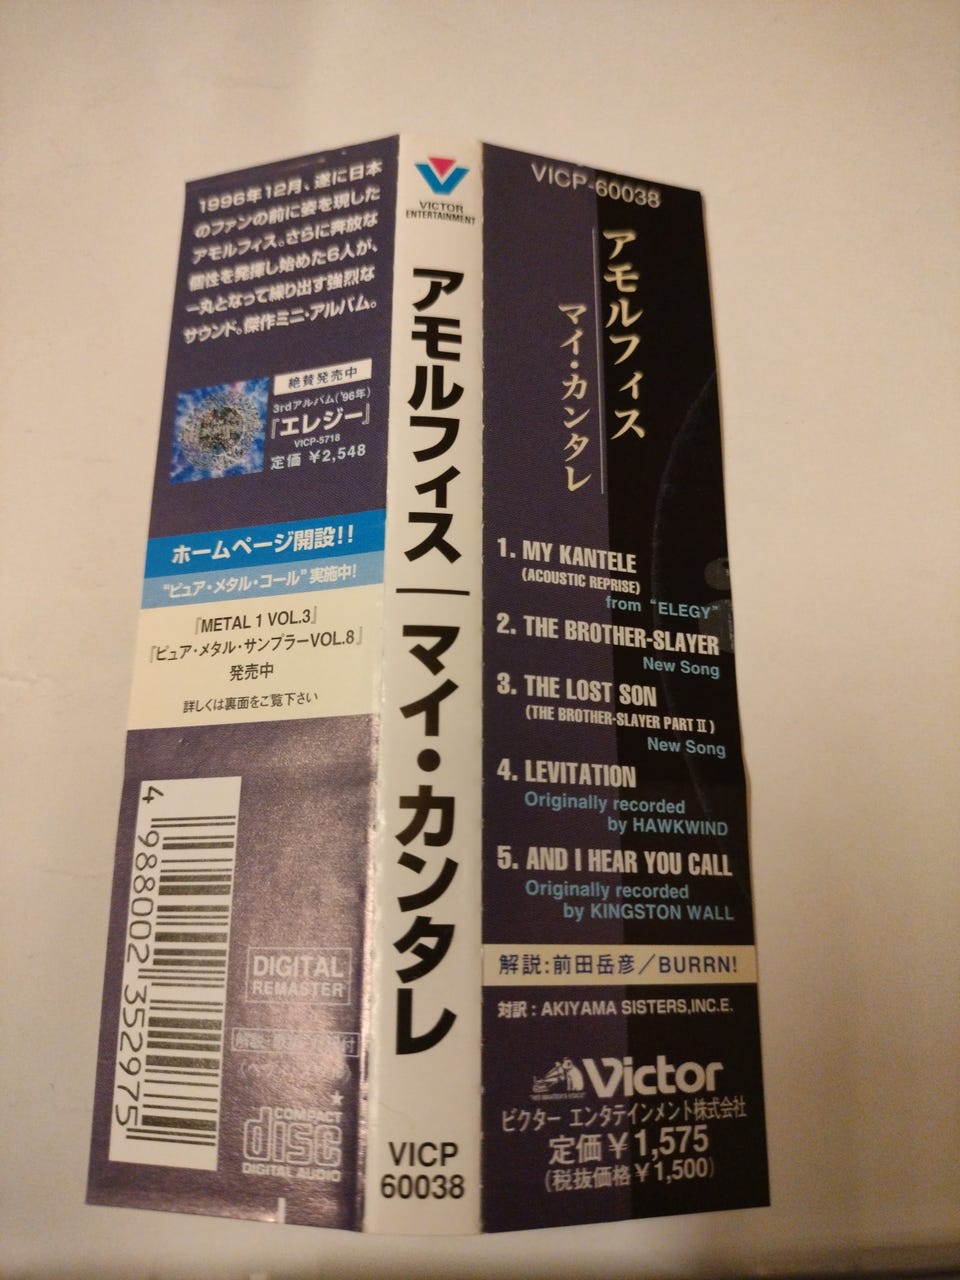 1996年12月、遂に日本
のファンの前に姿を現した
アモルフィス。さらに奔放な
個性を発揮し始めた6人が、
一丸となって繰り出す強烈な
サウンド。傑作ミニ・アルバム。
絶賛発売中
3rdアルバム('96年)
『エレジー』
VICP-5718
定価 ¥2,548
ホームページ開設!!
“ピュア・メタル・コール”実施中!
『METAL 1 VOL.3』
『ピュア・メタル・サンプラーVOL.8』
発売中
詳しくは裏面をご覧下さい
4 988002 352975
DIGITAL
REMASTER
★
COMPACT
disc
DIGITAL AUDIO
VICTOR
ENTERTAINMENT
アモルフィス|マイ・カンタレ
VICP
60038
VICP-60038
アモルフィス
マイ・カンタレ
1. MY KANTELE
(ACOUSTIC REPRISE)
from “ELEGY”
2. THE BROTHER-SLAYER
New Song
3. THE LOST SON
(THE BROTHER-SLAYER PART II)
New Song
4. LEVITATION
Originally recorded
by HAWKWIND
5. AND I HEAR YOU CALL
Originally recorded
by KINGSTON WALL
解説:前田岳彦/BURRN!
対訳:AKIYAMA SISTERS,INC.E.
Victor
"HIS MASTER'S VOICE"
ビクター エンタテインメント株式会社
定価¥1,575
(税抜価格¥1,500)